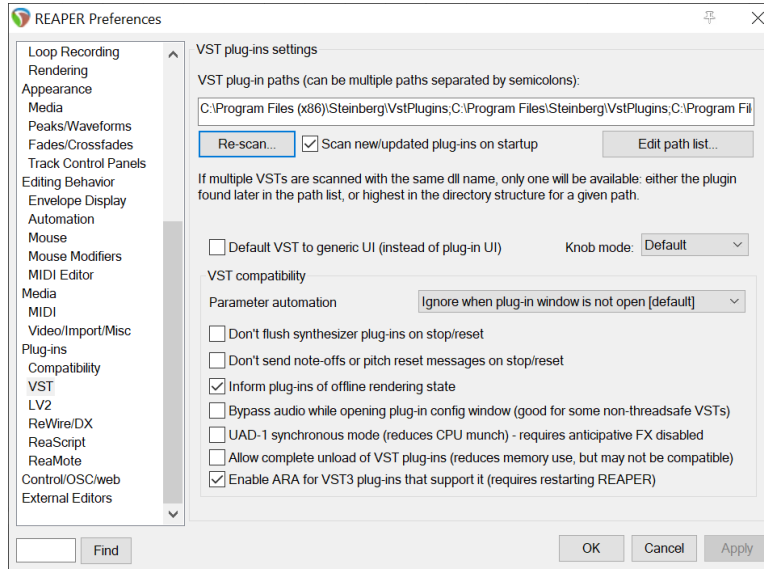 REAPER Preferences
Loop Recording
Rendering
Appearance
Media
Peaks/Waveforms
Fades/Crossfades
Track Control Panels
Editing Behavior
Envelope Display
Automation
Mouse
Mouse Modifiers
MIDI Editor
Media
MIDI
Video/Import/Misc
Plug-ins
Compatibility
VST
LV2
ReWire/DX
ReaScript
ReaMote
Control/OSC/web
External Editors
Find
VST plug-ins settings
VST plug-in paths (can be multiple paths separated by semicolons):
C:\Program Files (x86)\Steinberg\VstPlugins;C:\Program Files\Steinberg\VstPlugins;C:\Program Fil
Re-scan... Scan new/updated plug-ins on startup Edit path list...
If multiple VSTs are scanned with the same dll name, only one will be available: either the plugin
found later in the path list, or highest in the directory structure for a given path.
Default VST to generic UI (instead of plug-in UI) Knob mode: Default
VST compatibility
Parameter automation Ignore when plug-in window is not open [default]
Don't flush synthesizer plug-ins on stop/reset
Don't send note-offs or pitch reset messages on stop/reset
Inform plug-ins of offline rendering state
Bypass audio while opening plug-in config window (good for some non-threadsafe VSTs)
UAD-1 synchronous mode (reduces CPU munch) - requires anticipative FX disabled
Allow complete unload of VST plug-ins (reduces memory use, but may not be compatible)
Enable ARA for VST3 plug-ins that support it (requires restarting REAPER)
OK Cancel Apply